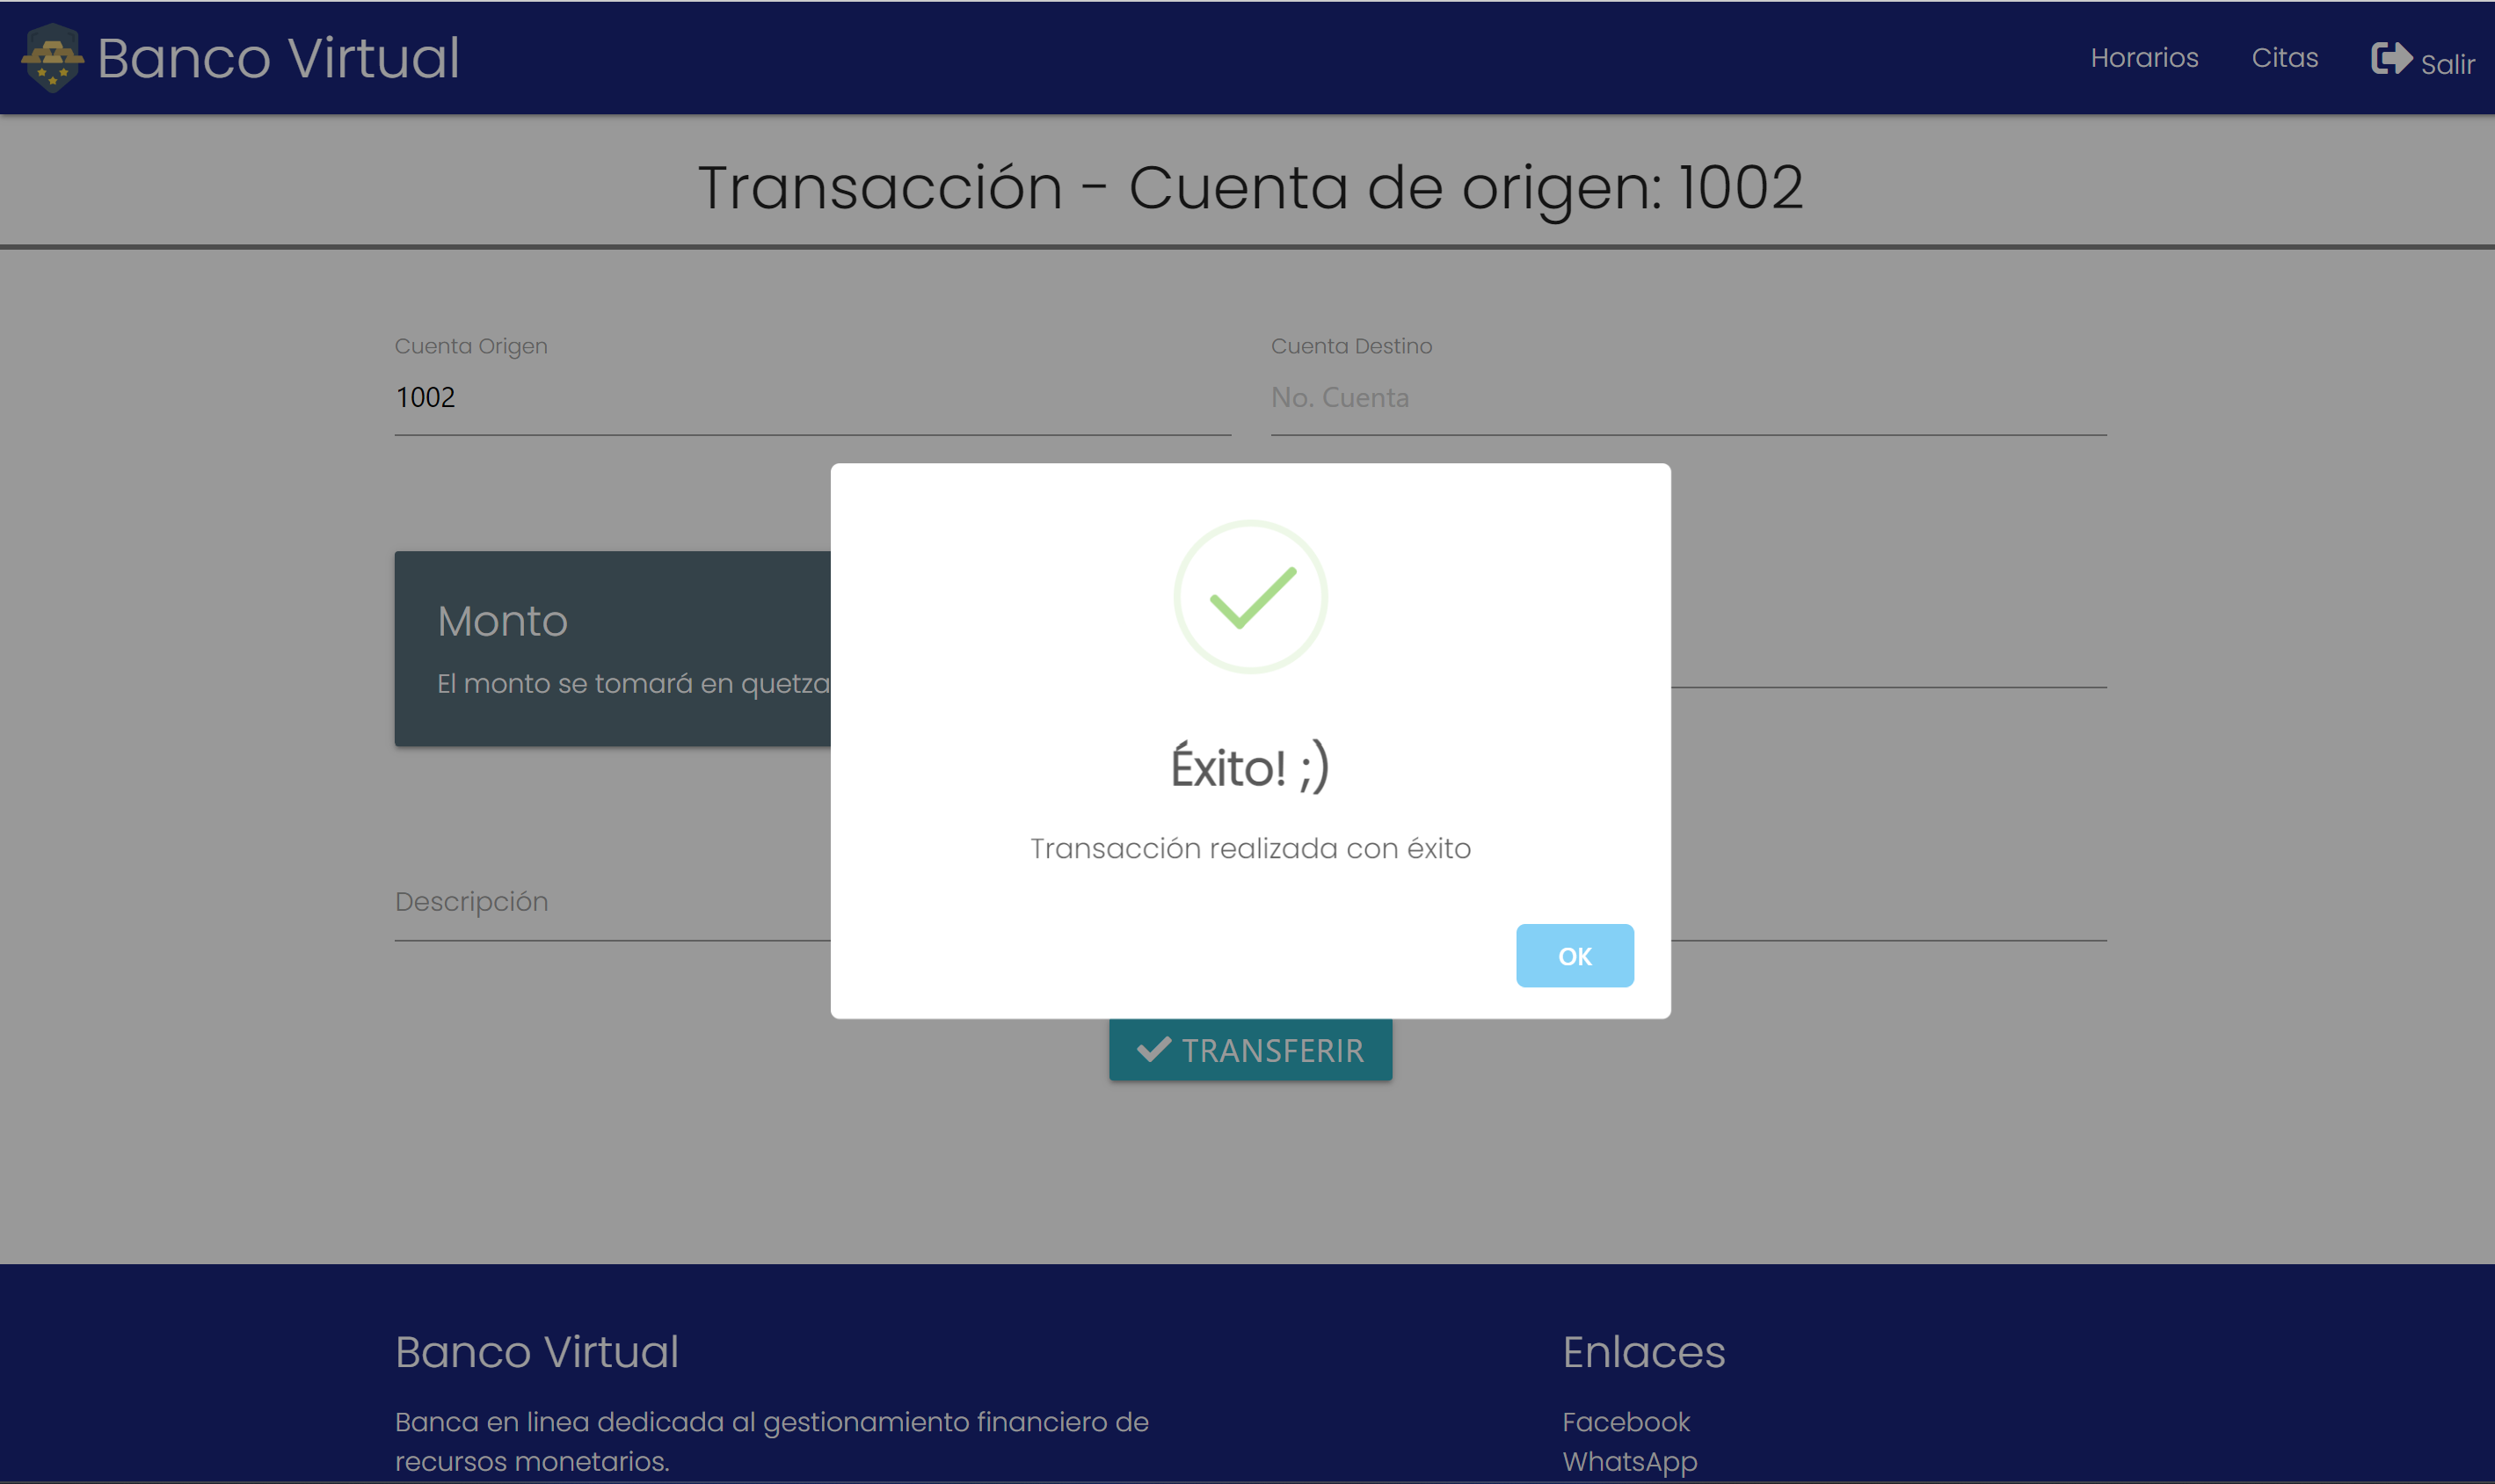 Banco Virtual
Horarios
Citas
Salir
Transacción - Cuenta de origen: 1002
Cuenta Origen
Cuenta Destino
1002
No. Cuenta
Monto
El monto se tomará en
Éxito! ;)
Transacción realizada con éxito
Descripción
OK
TRANSFERIR
Banco Virtual
Enlaces
Banca en linea dedicada al gestionamiento financiero de
recursos monetarios.
Facebook
WhatsApp